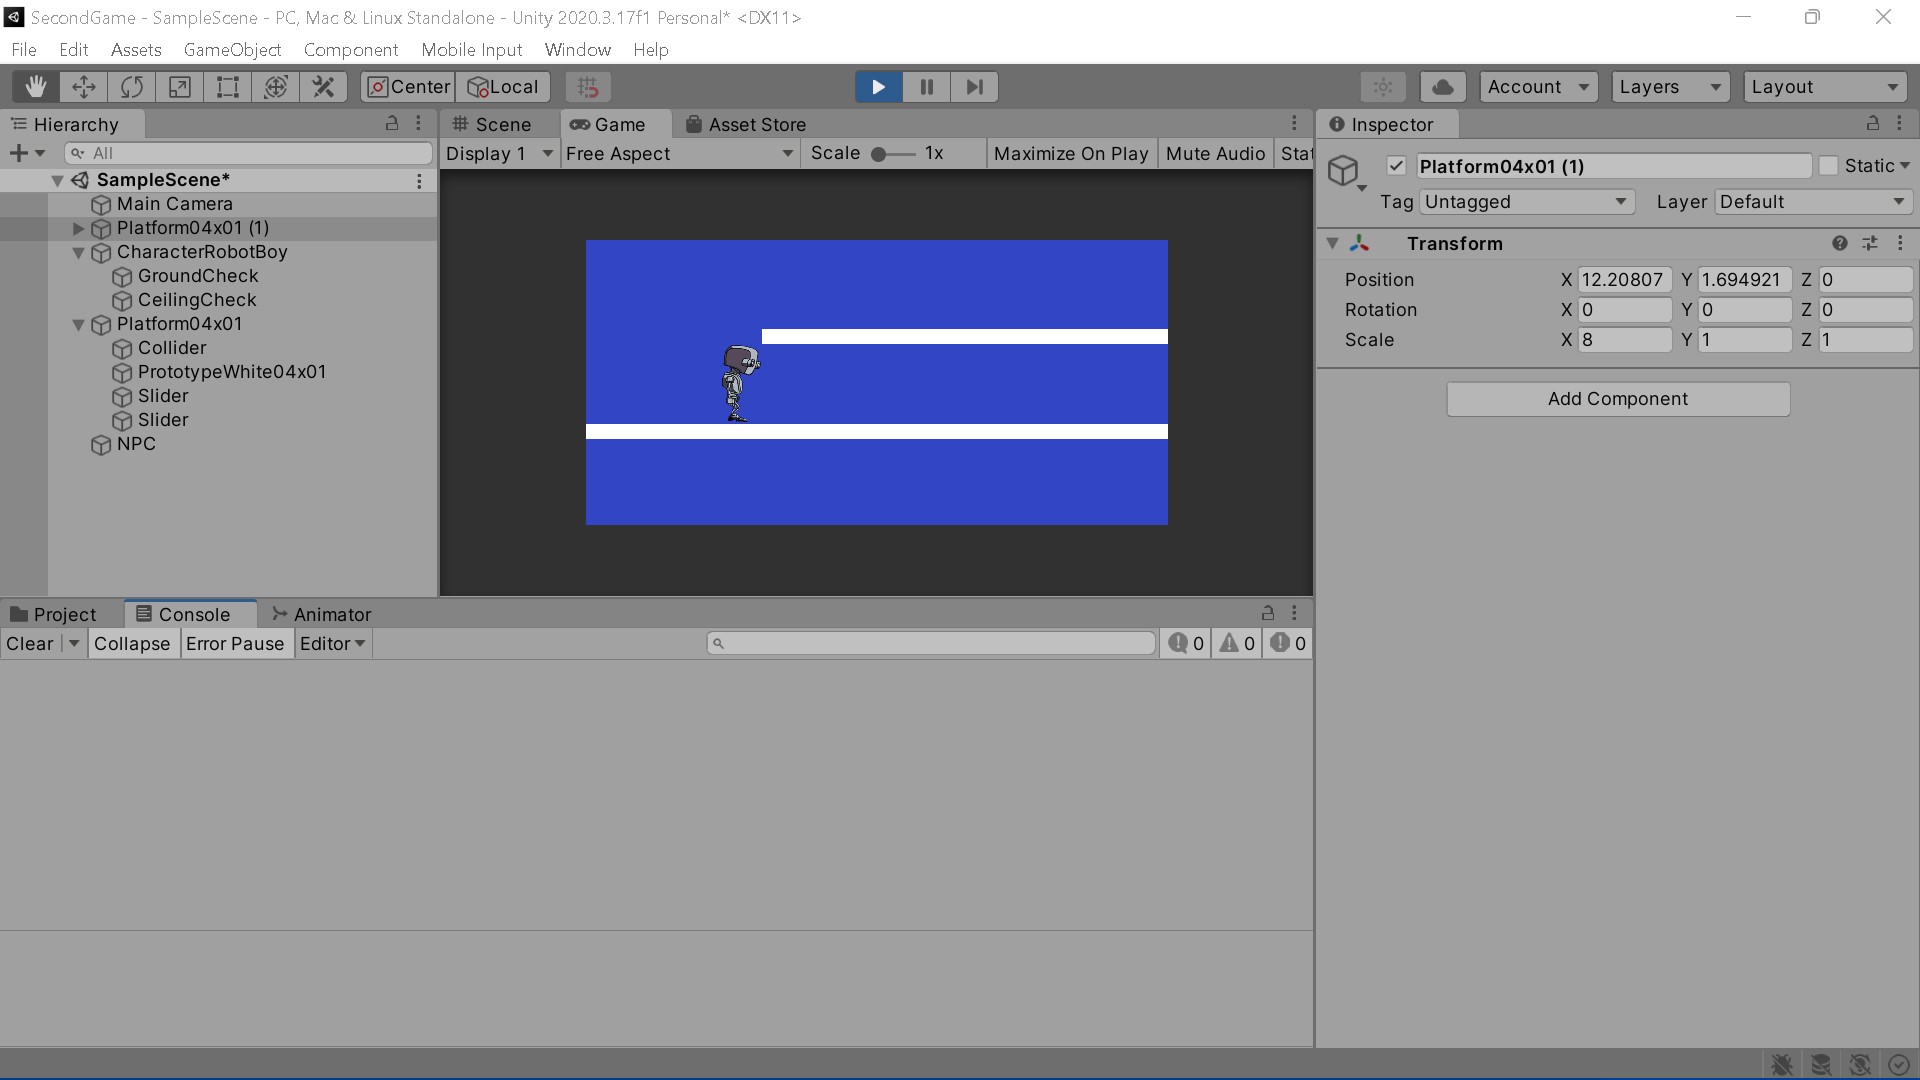 SecondGame - SampleScene - PC, Mac & Linux Standalone - Unity 2020.3.17f1 Personal* <DX11>
File Edit Assets GameObject Component Mobile Input Window Help
Center Local Account Layers Layout
Hierarchy
All
SampleScene*
Main Camera
Platform04x01 (1)
CharacterRobotBoy
GroundCheck
CeilingCheck
Platform04x01
Collider
PrototypeWhite04x01
Slider
Slider
NPC
Scene Game Asset Store
Display 1 Free Aspect Scale 1x Maximize On Play Mute Audio Stat
Inspector
Platform04x01 (1) Static
Tag Untagged Layer Default
Transform
Position X 12.20807 Y 1.694921 Z 0
Rotation X 0 Y 0 Z 0
Scale X 8 Y 1 Z 1
Add Component
Project Console Animator
Clear Collapse Error Pause Editor 0 0 0